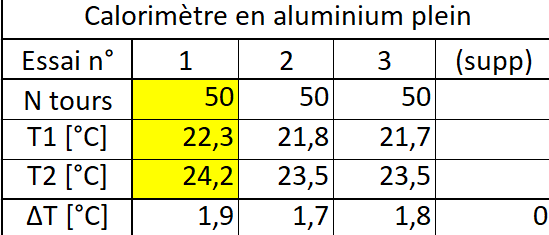 Calorimètre en aluminium plein
Essai n° 1 2 3 (supp)
N tours 50 50 50
T1 [°C] 22,3 21,8 21,7
T2 [°C] 24,2 23,5 23,5
ΔT [°C] 1,9 1,7 1,8 0